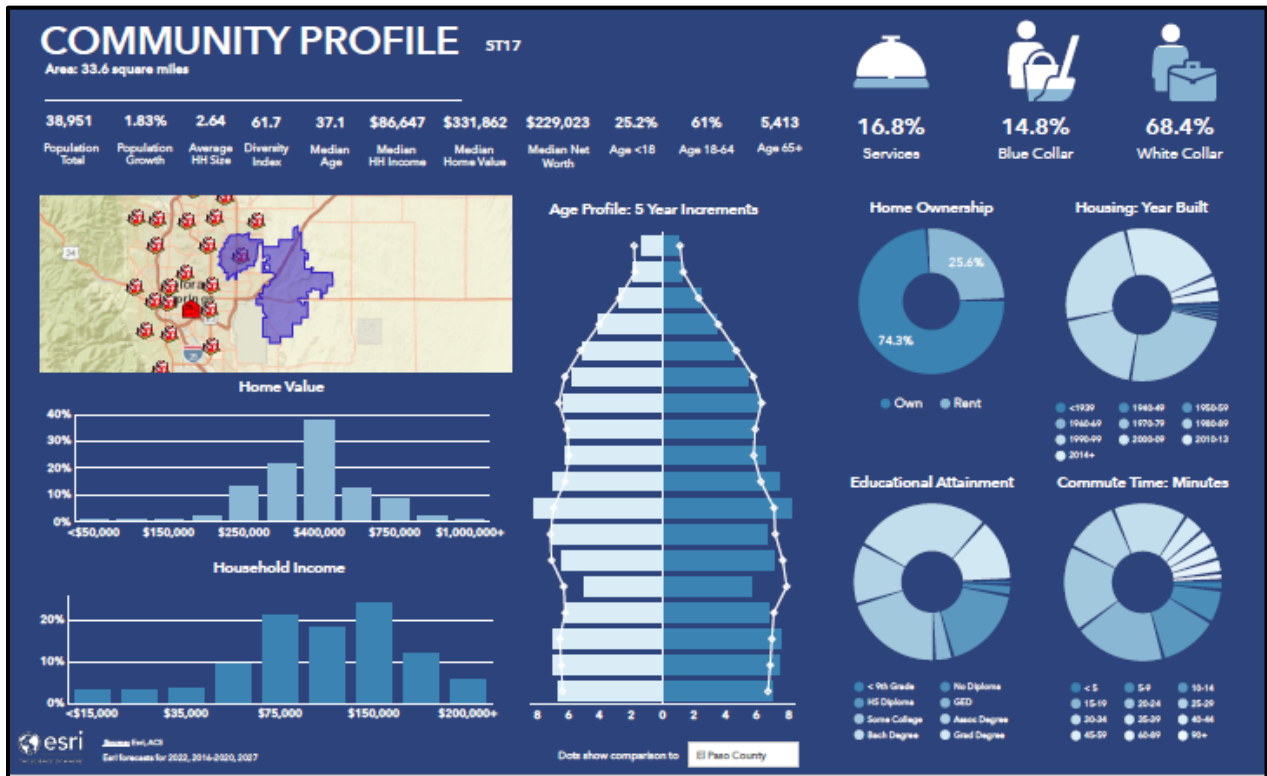 COMMUNITY PROFILE ST17
Area: 33.6 square miles
38,951 1.83% 2.64 61.7 37.1 $86,647 $331,862 $229,023 25.2% 61% 5,413
Population Total
Population Growth
Average HH Size
Diversity Index
Median Age
Median HH Income
Median Home Value
Median Net Worth
Age <18
Age 18-64
Age 65+
16.8%
Services
14.8%
Blue Collar
68.4%
White Collar
24
25
Home Value
40%
30%
20%
10%
0%
<$50,000 $150,000 $250,000 $400,000 $750,000 $1,000,000+
Household Income
20%
10%
0%
<$15,000 $35,000 $75,000 $150,000 $200,000+
Age Profile: 5 Year Increments
8 6 4 2 0 2 4 6 8
Dots show comparison to El Paso County
Home Ownership
25.6%
74.3%
Own Rent
Housing: Year Built
<1939 1940-49 1950-59
1960-69 1970-79 1980-89
1990-99 2000-09 2010-13
2014+
Educational Attainment
< 9th Grade No Diploma
HS Diploma GED
Some College Assoc Degree
Bach Degree Grad Degree
Commute Time: Minutes
< 5 5-9 10-14
15-19 20-24 25-29
30-34 35-39 40-44
45-59 60-89 90+
esri
THE SCIENCE OF WHERE
Source: Esri, ACS
Esri forecasts for 2022, 2016-2020, 2027